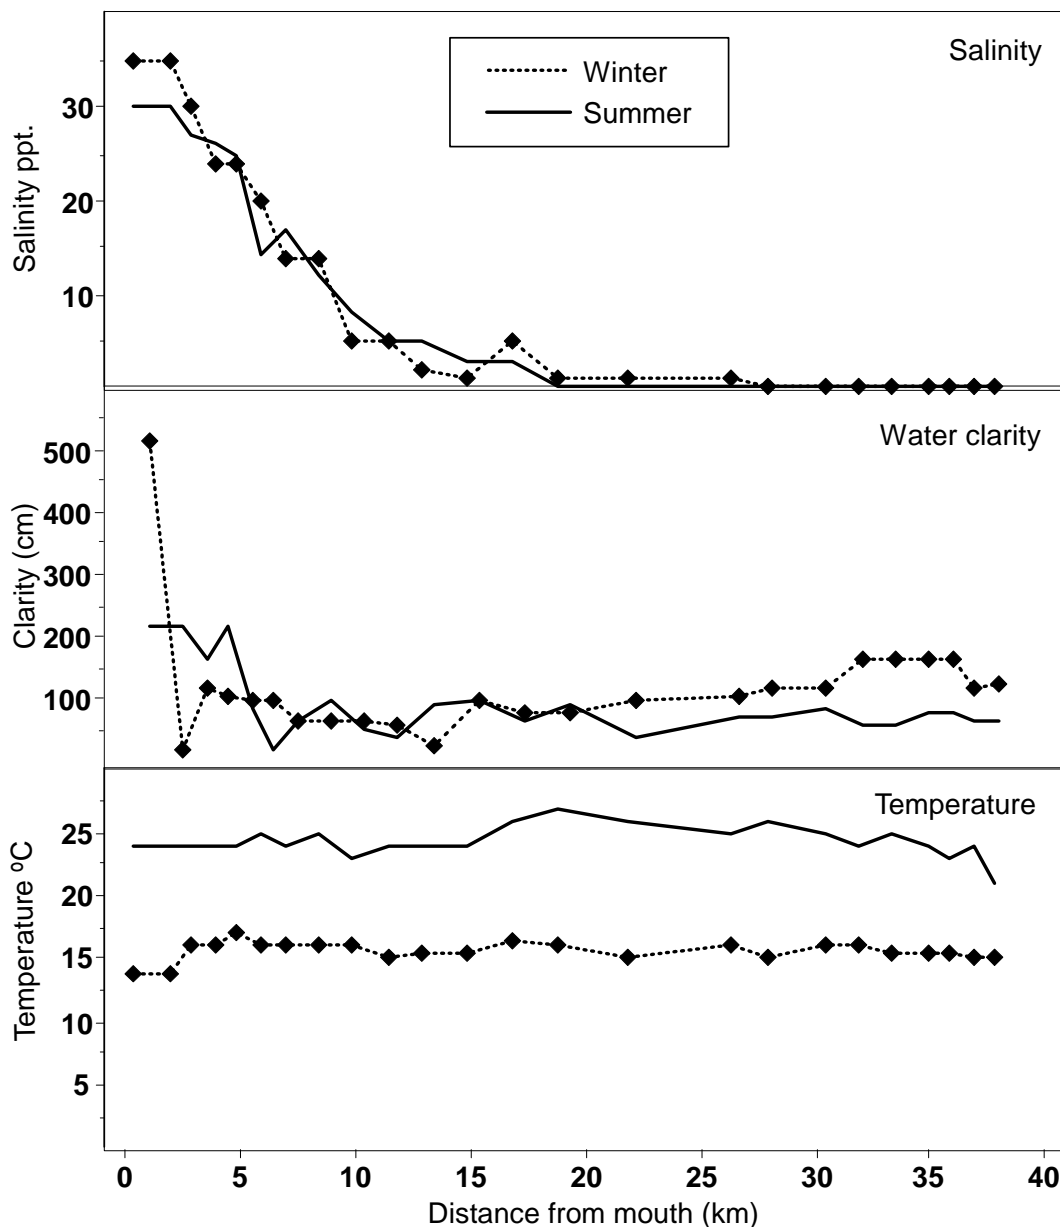 Salinity
Winter
Summer
Salinity ppt.
30
20
10
Water clarity
Clarity (cm)
500
400
300
200
100
Temperature
Temperature ºC
25
20
15
10
5
0 5 10 15 20 25 30 35 40
Distance from mouth (km)